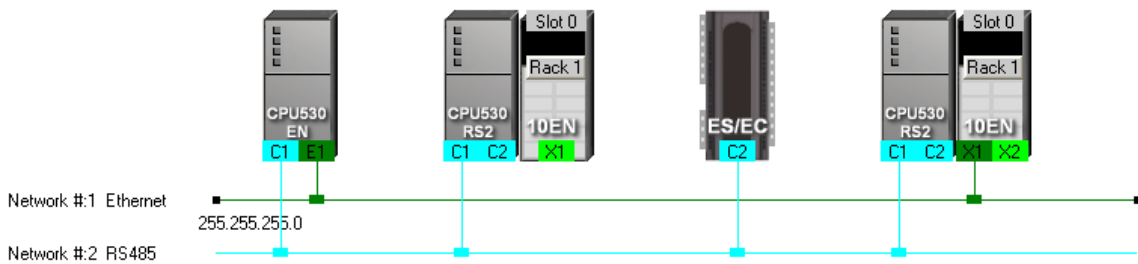 Slot 0
Slot 0
Rack 1
Rack 1
CPU530 EN
CPU530 RS2
10EN
ES/EC
CPU530 RS2
10EN
C1 E1
C1 C2
X1
C2
C1 C2
X1 X2
Network #:1 Ethernet
255.255.255.0
Network #:2 RS485